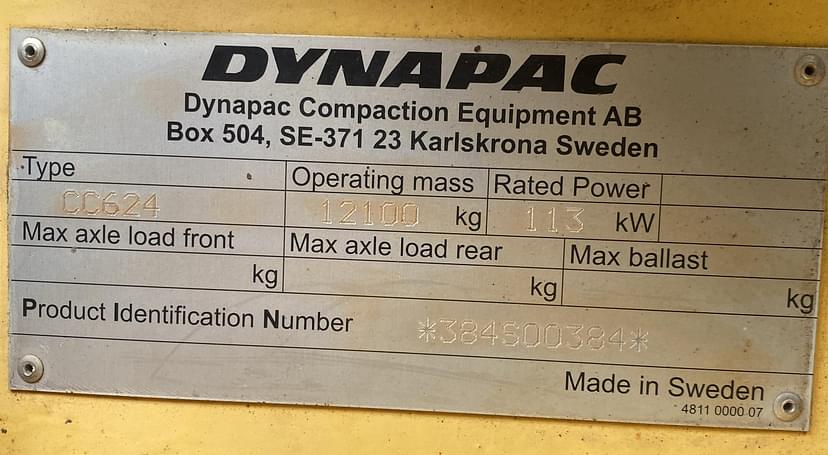 DYNAPAC
Dynapac Compaction Equipment AB
Box 504, SE-371 23 Karlskrona Sweden
Type Operating mass Rated Power
CC624 12100 kg 113 kW
Max axle load front Max axle load rear Max ballast
kg kg kg
Product Identification Number *384S00384*
Made in Sweden
4811 0000 07